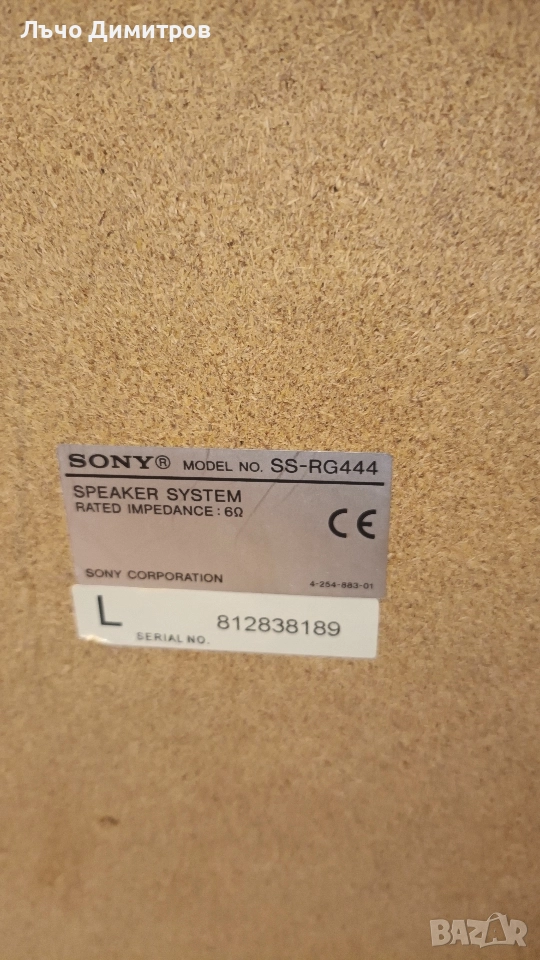 Лъчо Димитров
SONY® MODEL NO. SS-RG444
SPEAKER SYSTEM
RATED IMPEDANCE : 6Ω
CE
SONY CORPORATION 4-254-883-01
L SERIAL NO. 812838189
BAZAR